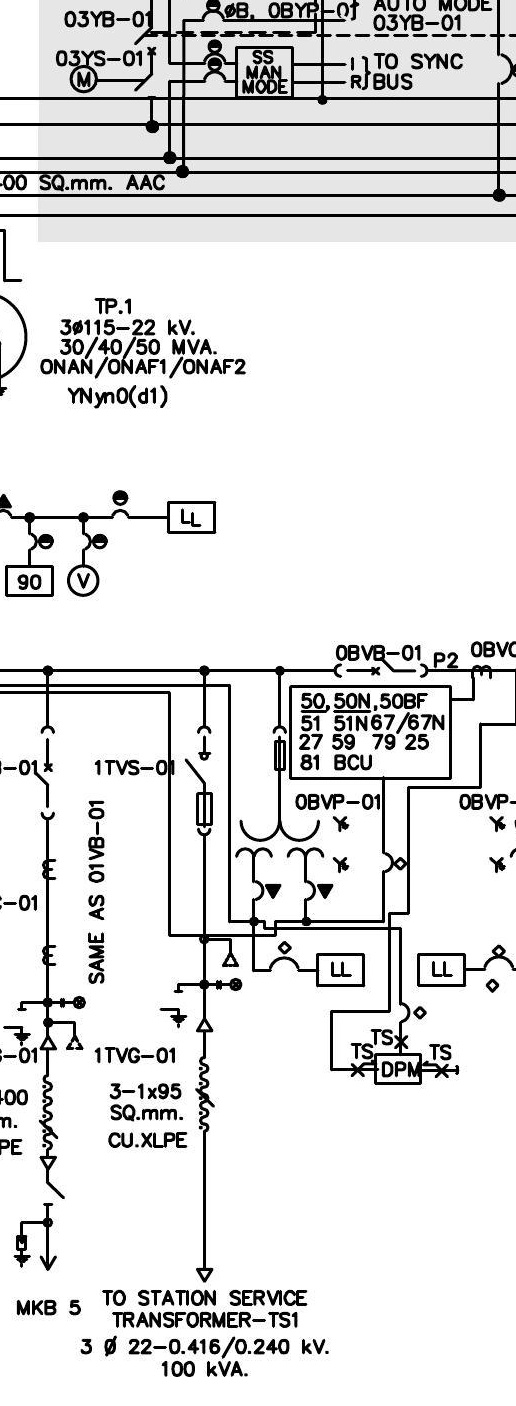 03YB-01
ØB, 0BYP-01
AUTO MODE
03YB-01
03YS-01
M
SS
MAN
MODE
I
R
TO SYNC
BUS
00 SQ.mm. AAC
TP.1
3Ø115-22 kV.
30/40/50 MVA.
ONAN/ONAF1/ONAF2
YNyn0(d1)
LL
90
V
0BVB-01
P2
0BVC
50,50N,50BF
51 51N67/67N
27 59 79 25
81 BCU
-01
1TVS-01
0BVP-01
0BVP-
SAME AS 01VB-01
-01
LL
LL
-01
1TVG-01
TS
TS
TS
DPM
400
m.
PE
3-1x95
SQ.mm.
CU.XLPE
MKB 5
TO STATION SERVICE
TRANSFORMER-TS1
3 Ø 22-0.416/0.240 kV.
100 kVA.